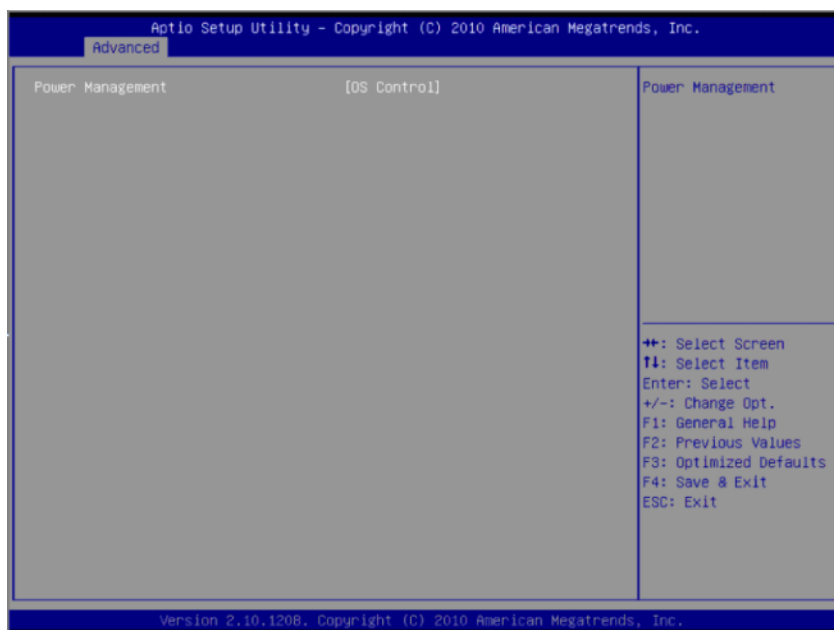 Aptio Setup Utility – Copyright (C) 2010 American Megatrends, Inc.
Advanced
Power Management [OS Control]
Power Management
→←: Select Screen
↑↓: Select Item
Enter: Select
+/-: Change Opt.
F1: General Help
F2: Previous Values
F3: Optimized Defaults
F4: Save & Exit
ESC: Exit
Version 2.10.1208. Copyright (C) 2010 American Megatrends, Inc.